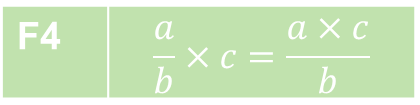 F4
a/b × c = (a × c)/b